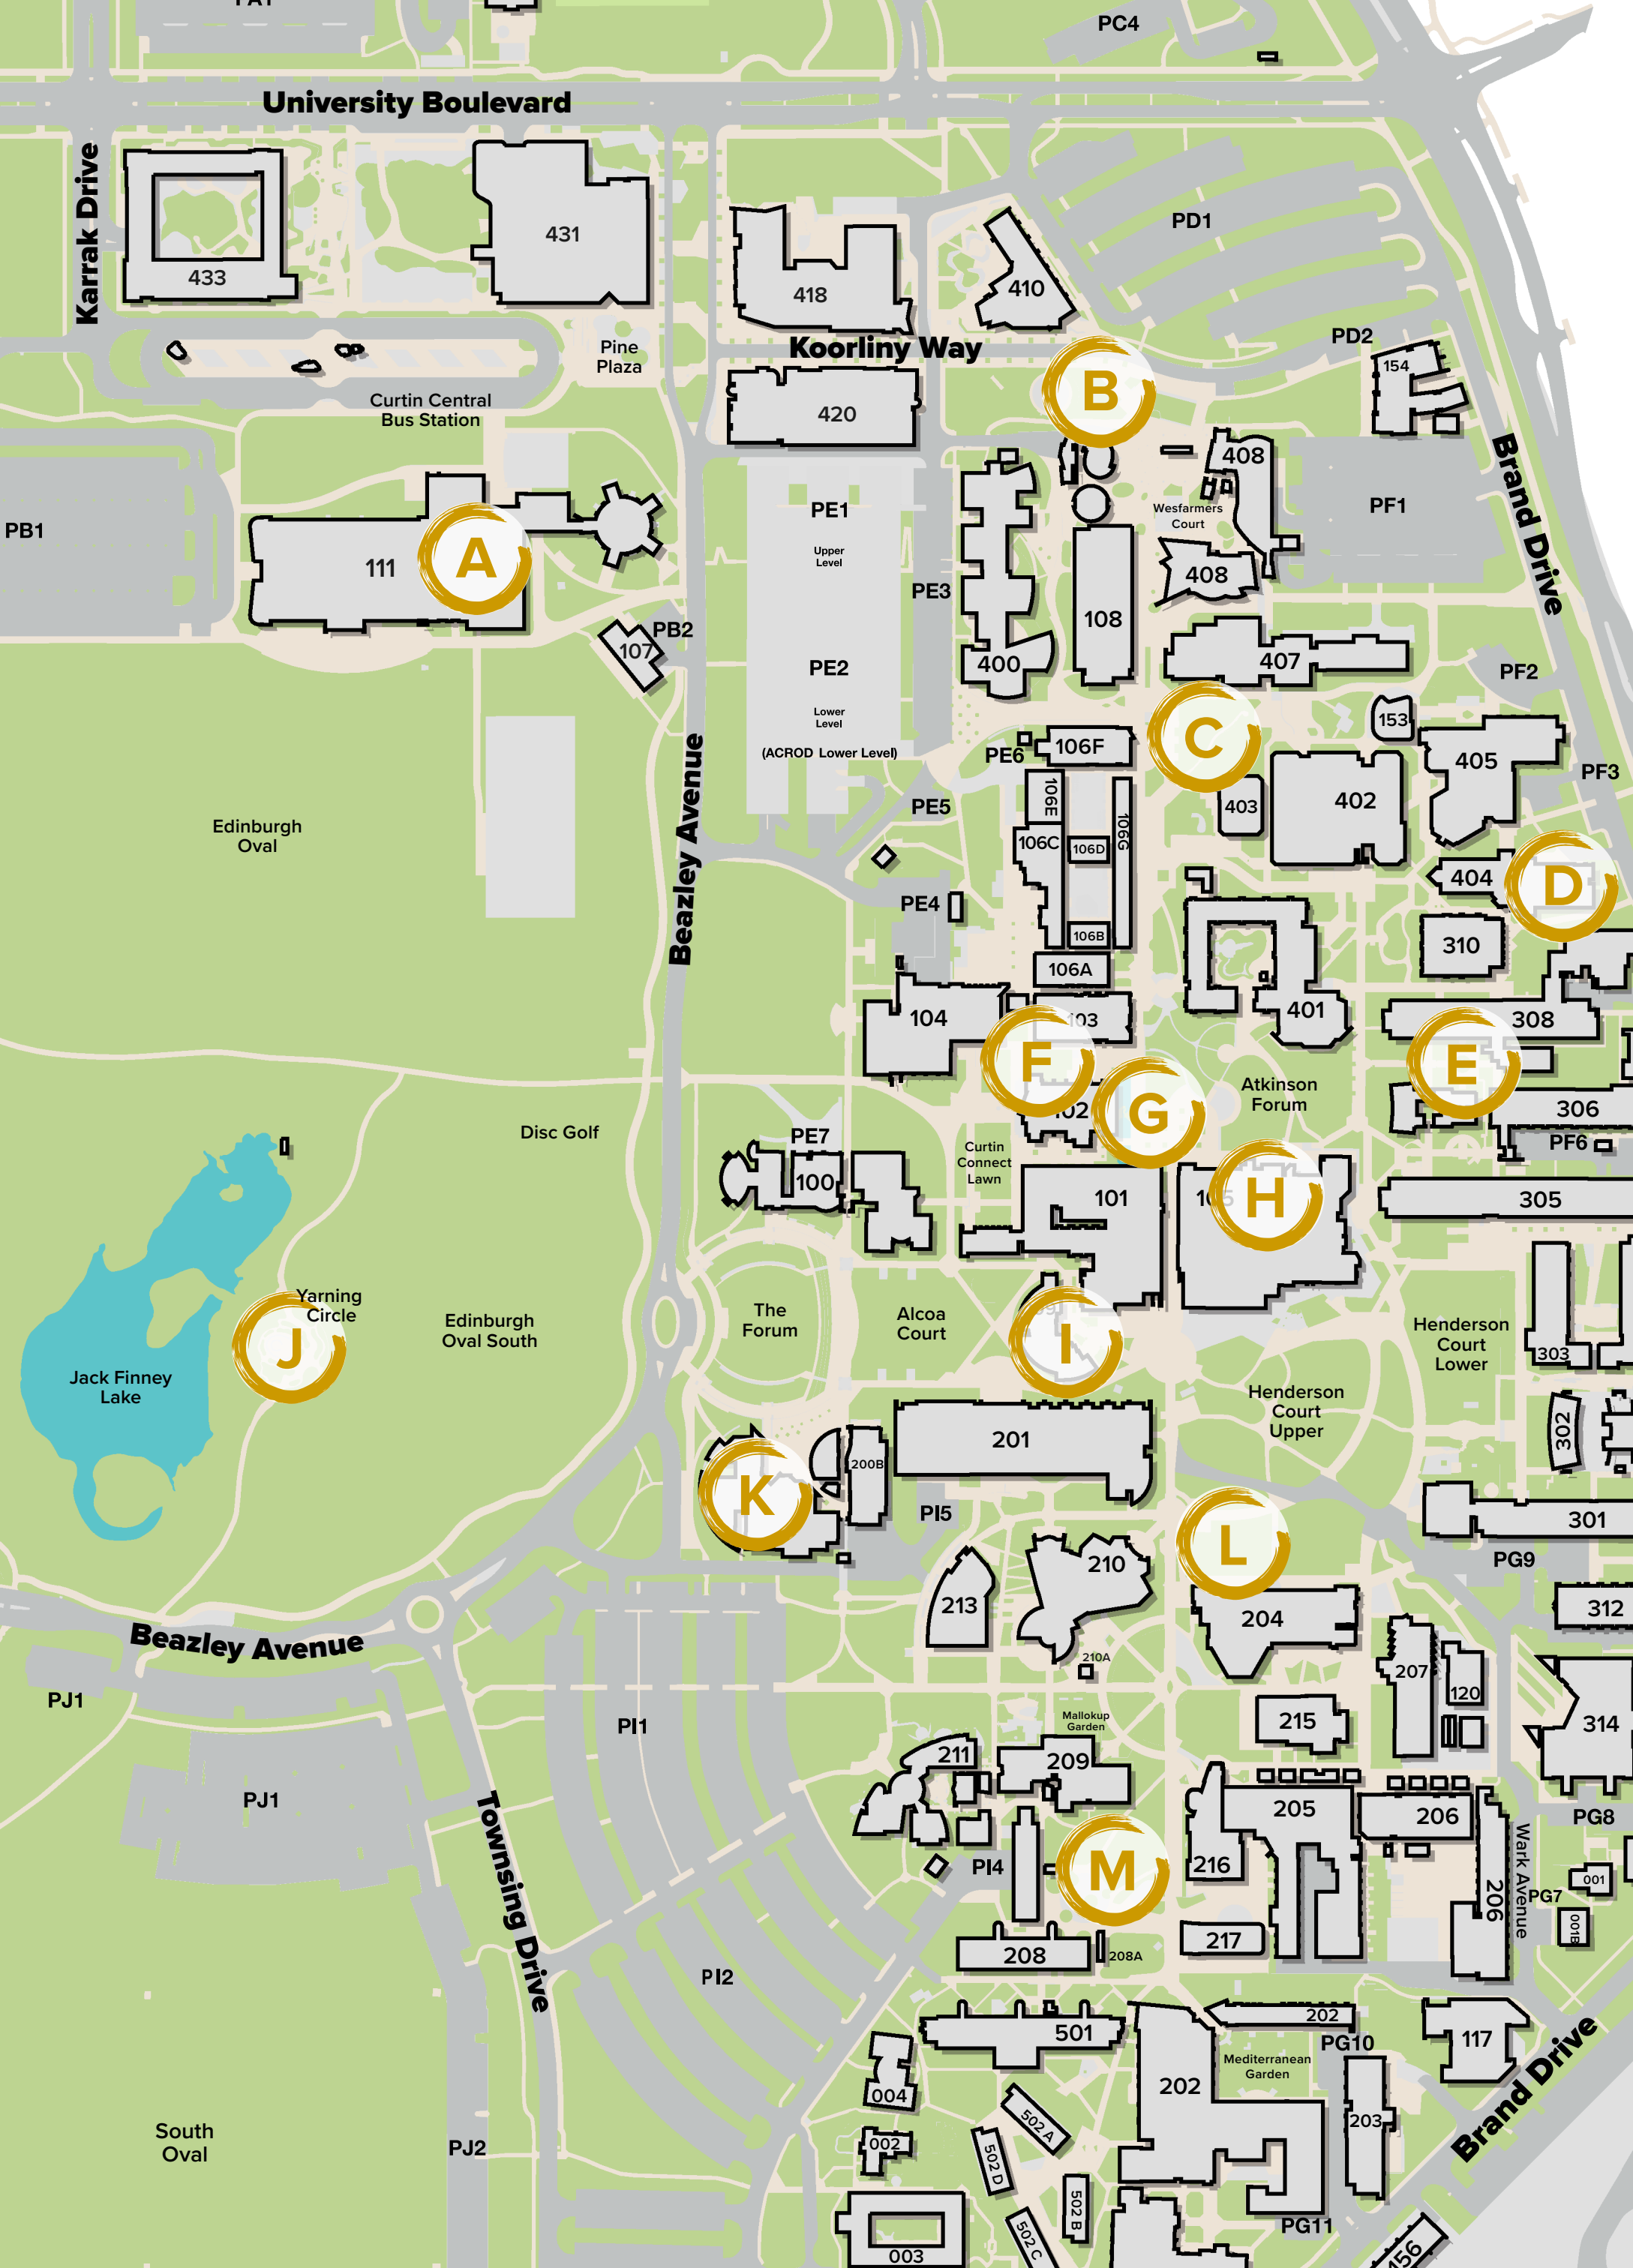 PC4
University Boulevard
Karrak Drive
433
431
418
410
PD1
PD2
154
Koorliny Way
Pine
Plaza
Curtin Central
Bus Station
420
B
408
Wesfarmers
Court
408
PF1
Brand Drive
PB1
111
A
PE1
Upper
Level
PE3
108
PB2
107
PE2
400
407
PF2
Lower
Level
(ACROD Lower Level)
PE6
106F
C
153
405
PF3
Beazley Avenue
PE5
106E
106G
403
402
Edinburgh
Oval
106C
106D
404
D
PE4
106B
310
106A
104
103
401
308
F
E
G
102
Atkinson
Forum
306
PF6
Disc Golf
PE7
100
Curtin
Connect
Lawn
101
H
305
Yarning
Circle
J
Edinburgh
Oval South
The
Forum
Alcoa
Court
I
Henderson
Court
Lower
303
Jack Finney
Lake
Henderson
Court
Upper
302
201
200B
K
PI5
L
301
PG9
210
213
204
312
Beazley Avenue
210A
207
120
PJ1
PI1
Mallokup
Garden
215
314
211
209
PJ1
205
206
PG8
Townsing Drive
PI4
M
216
Wark Avenue
206
001
PG7
001B
208
208A
217
PI2
202
501
PG10
117
Mediterranean
Garden
Brand Drive
004
202
203
502A
South
Oval
PJ2
002
502 D
502 B
502 C
PG11
003
156